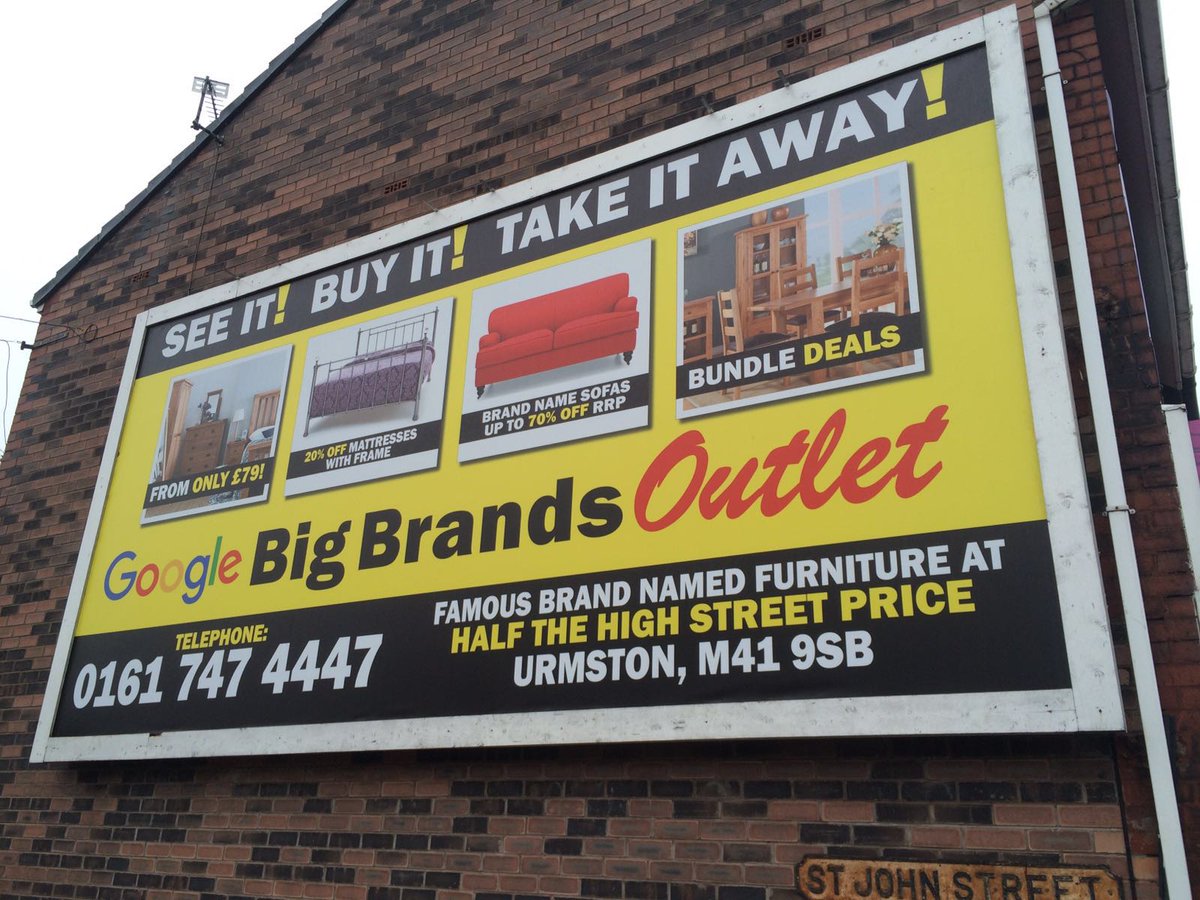 SEE IT! BUY IT! TAKE IT AWAY!
FROM ONLY £79!
20% OFF MATTRESSES
WITH FRAME
BRAND NAME SOFAS
UP TO 70% OFF RRP
BUNDLE DEALS
Google Big Brands Outlet
TELEPHONE:
0161 747 4447
FAMOUS BRAND NAMED FURNITURE AT
HALF THE HIGH STREET PRICE
URMSTON, M41 9SB
ST JOHN STREET